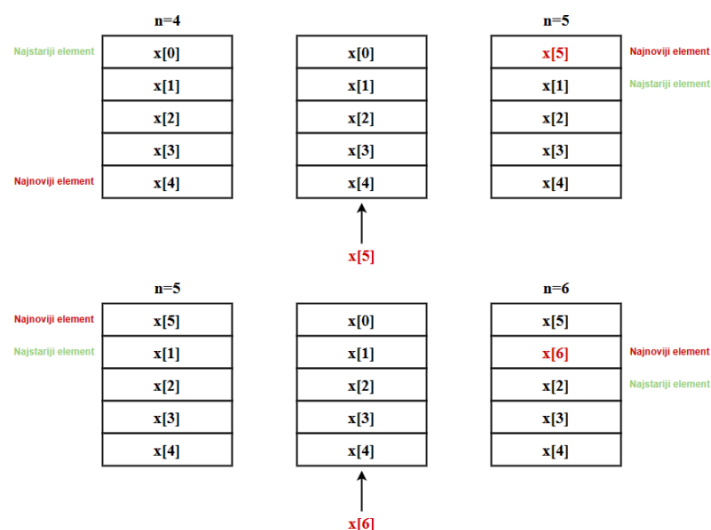 n=4 n=5
Najstariji element x[0] x[0] x[5] Najnoviji element
x[1] x[1] x[1] Najstariji element
x[2] x[2] x[2]
x[3] x[3] x[3]
Najnoviji element x[4] x[4] x[4]
x[5]
n=5 n=6
Najnoviji element x[5] x[0] x[5]
Najstariji element x[1] x[1] x[6] Najnoviji element
x[2] x[2] x[2] Najstariji element
x[3] x[3] x[3]
x[4] x[4] x[4]
x[6]